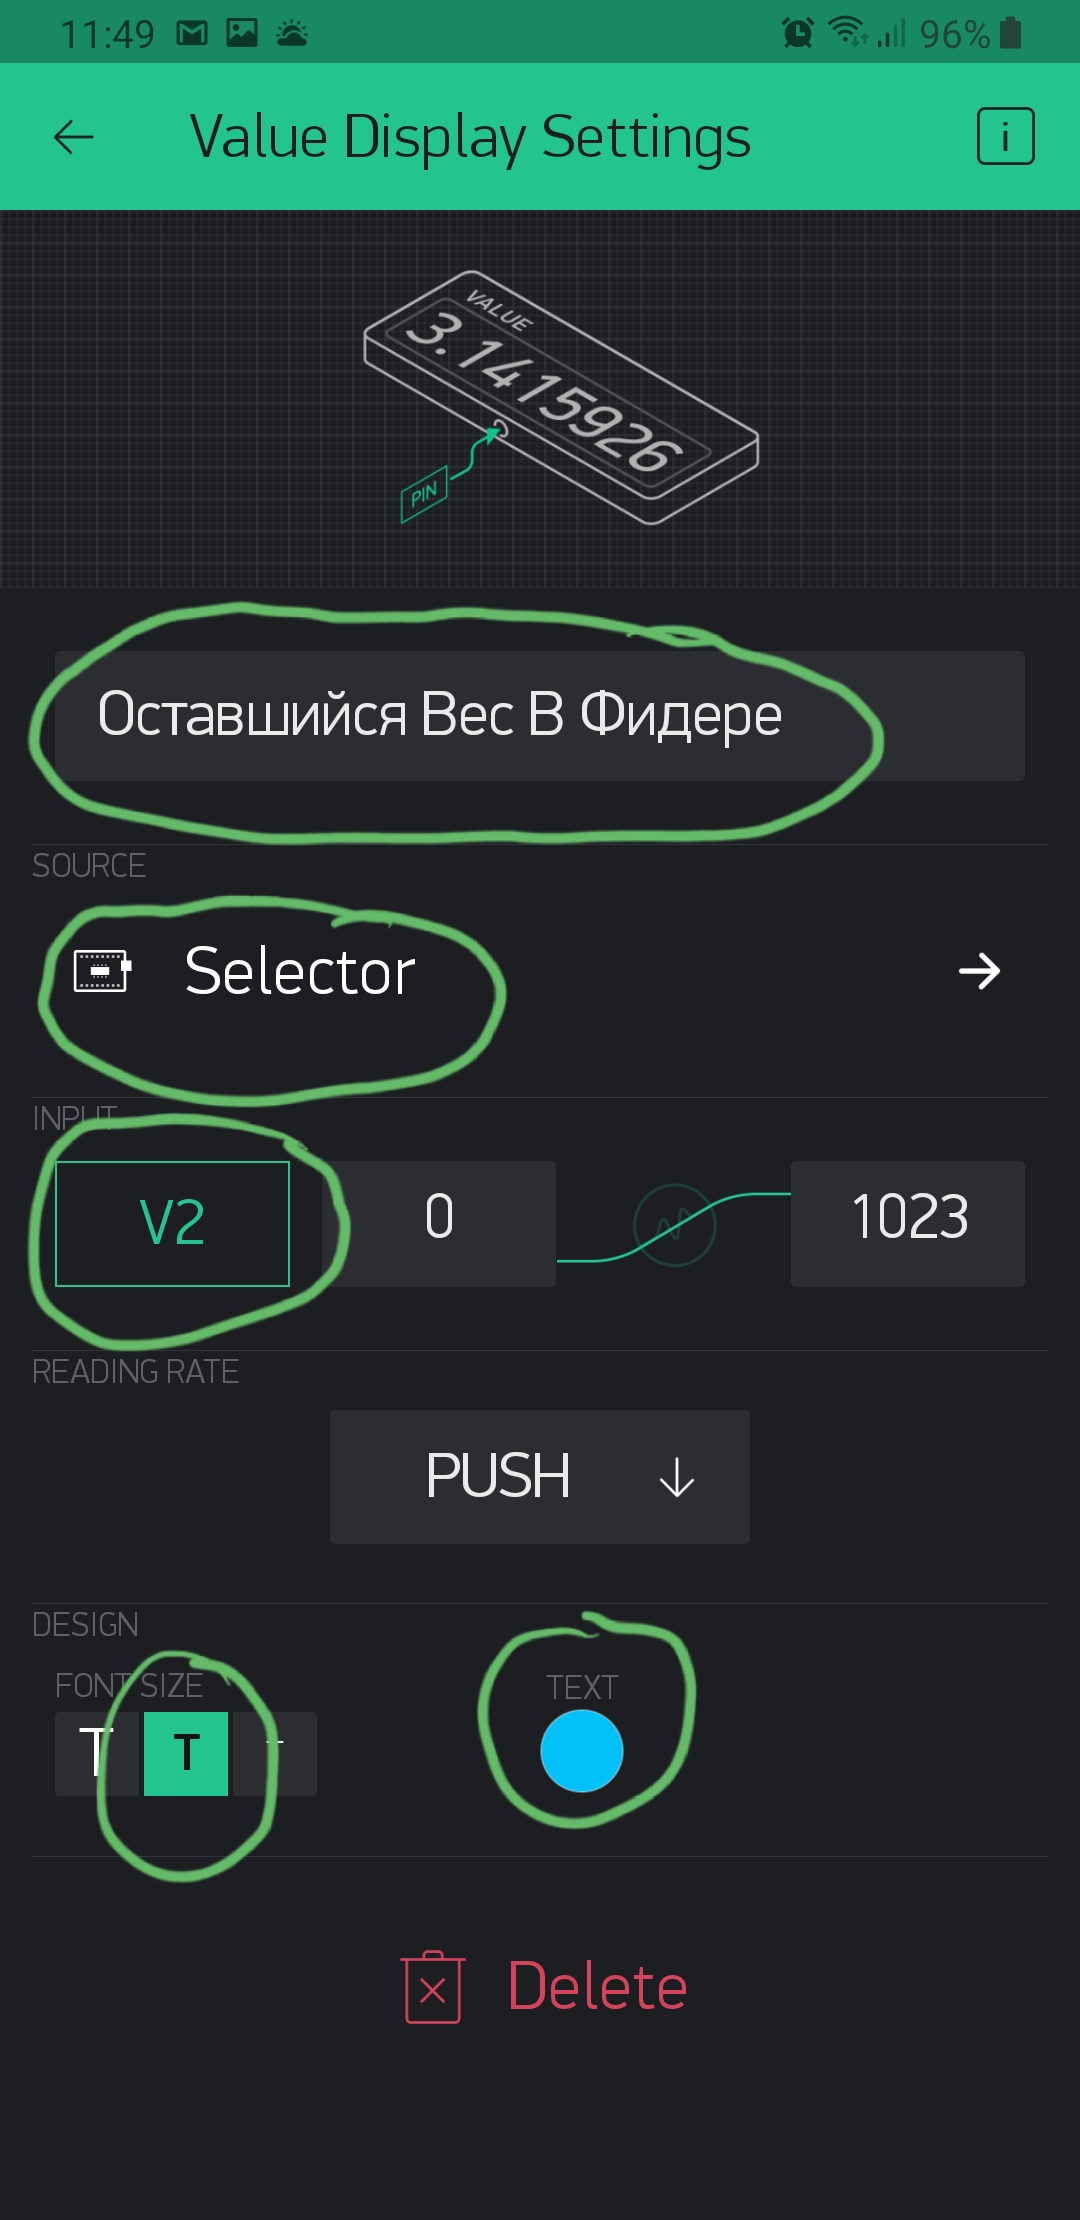 11:49 96%
Value Display Settings
i
VALUE
3.1415926
PIN
Оставшийся Вес В Фидере
SOURCE
Selector
INPUT
V2 0 1023
READING RATE
PUSH
DESIGN
FONT SIZE TEXT
T T T
Delete